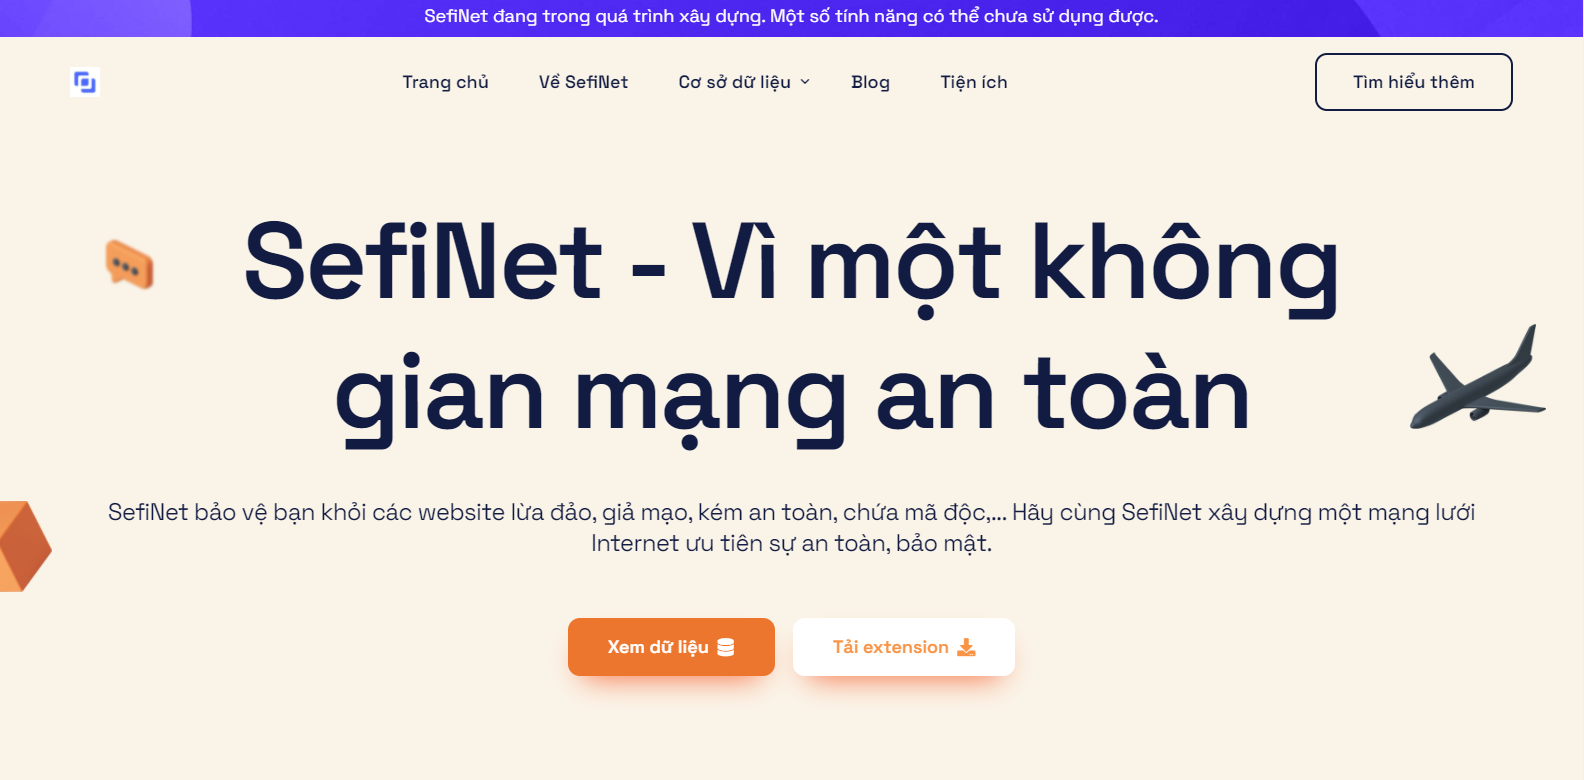 SefiNet đang trong quá trình xây dựng. Một số tính năng có thể chưa sử dụng được.
Trang chủ
Về SefiNet
Cơ sở dữ liệu
Blog
Tiện ích
Tìm hiểu thêm
SefiNet - Vì một không
gian mạng an toàn
SefiNet bảo vệ bạn khỏi các website lừa đảo, giả mạo, kém an toàn, chứa mã độc,... Hãy cùng SefiNet xây dựng một mạng lưới
Internet ưu tiên sự an toàn, bảo mật.
Xem dữ liệu
Tải extension